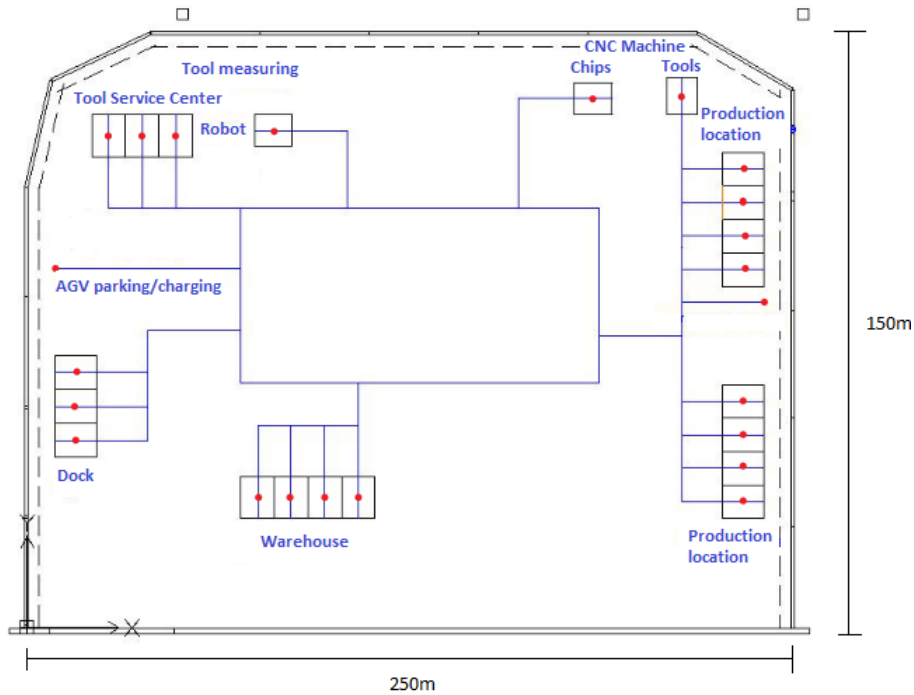 CNC Machine
Tool measuring
Chips
Tools
Tool Service Center
Robot
Production
location
AGV parking/charging
150m
Dock
Warehouse
Production
location
Y
X
250m